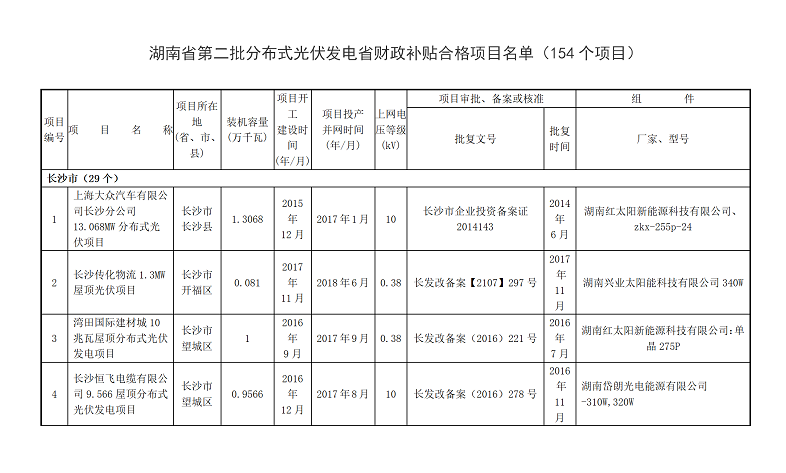 湖南省第二批分布式光伏发电省财政补贴合格项目名单（154 个项目）
项目
编号
项 目 名 称
项目所在
地
(省、市、
县)
装机容量
(万千瓦)
项目开
工
建设时
间
(年/月)
项目投产
并网时间
(年/月)
上网电
压等级
(kV)
项目审批、备案或核准
批复文号
批复
时间
组 件
厂家、型号
长沙市（29 个）
1
上海大众汽车有限公
司长沙分公司
13.068MW 分布式光
伏项目
长沙市
长沙县
1.3068
2015
年
12 月
2017 年 1 月
10
长沙市企业投资备案证
2014143
2014
年
6 月
湖南红太阳新能源科技有限公司、
zkx-255p-24
2
长沙传化物流 1.3MW
屋顶光伏项目
长沙市
开福区
0.081
2017
年
11 月
2018 年 6 月
0.38
长发改备案【2107】297 号
2017
年
11
月
湖南兴业太阳能科技有限公司 340W
3
湾田国际建材城 10
兆瓦屋顶分布式光伏
发电项目
长沙市
望城区
1
2016
年
9 月
2017 年 9 月
0.38
长发改备案（2016）221 号
2016
年
7 月
湖南红太阳新能源科技有限公司:单
晶 275P
4
长沙恒飞电缆有限公
司 9.566 屋顶分布式
光伏发电项目
长沙市
望城区
0.9566
2016
年
12 月
2017 年 8 月
10
长发改备案（2016）278 号
2016
年
11
月
湖南岱朗光电能源有限公司
-310W,320W